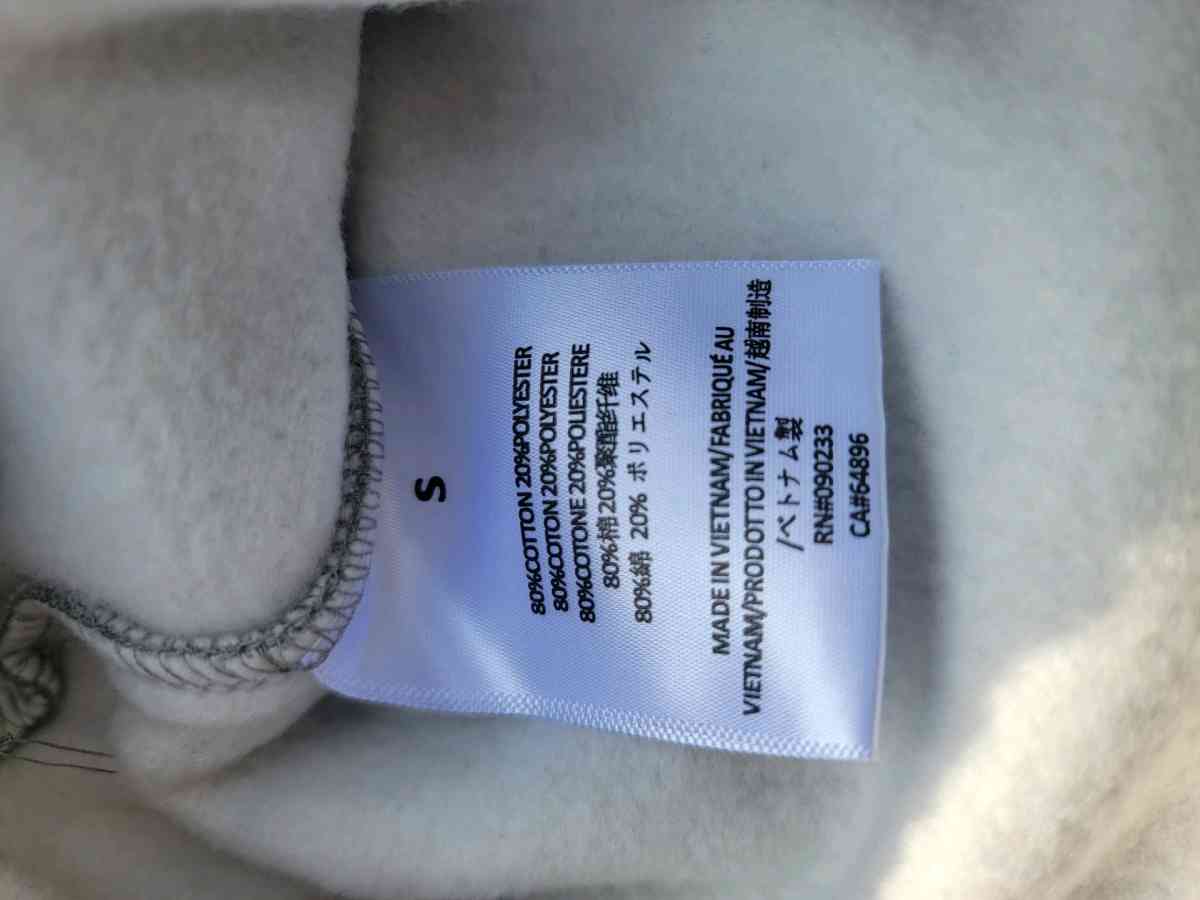 S
80%COTTON 20%POLYESTER
80%COTON 20%POLYESTER
80%COTONE 20%POLIESTERE
80%棉 20%聚酯纤维
80%綿 20% ポリエステル
MADE IN VIETNAM/FABRIQUÉ AU
VIETNAM/PRODOTTO IN VIETNAM/越南制造
/ベトナム製
RN#090233
CA#64896